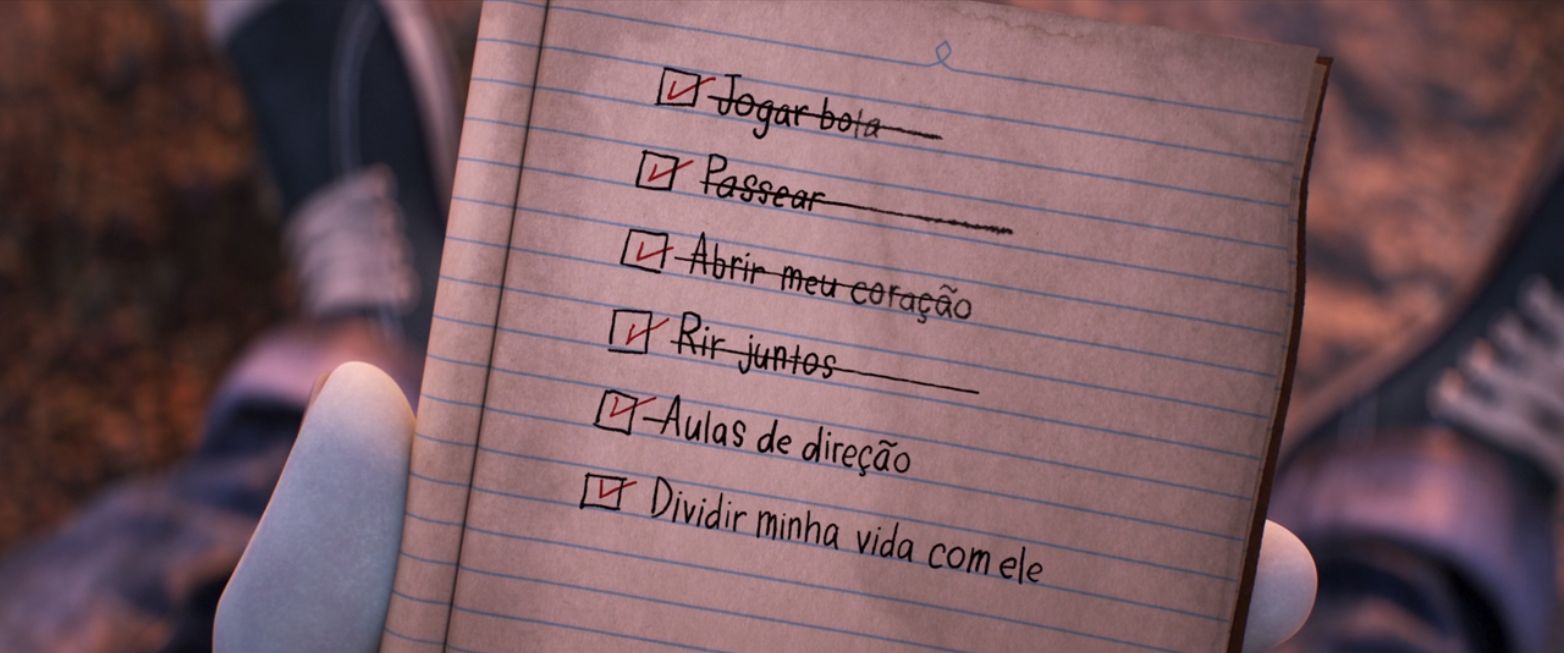 Jogar bola
Passear
Abrir meu coração
Rir juntos
Aulas de direção
Dividir minha vida com ele